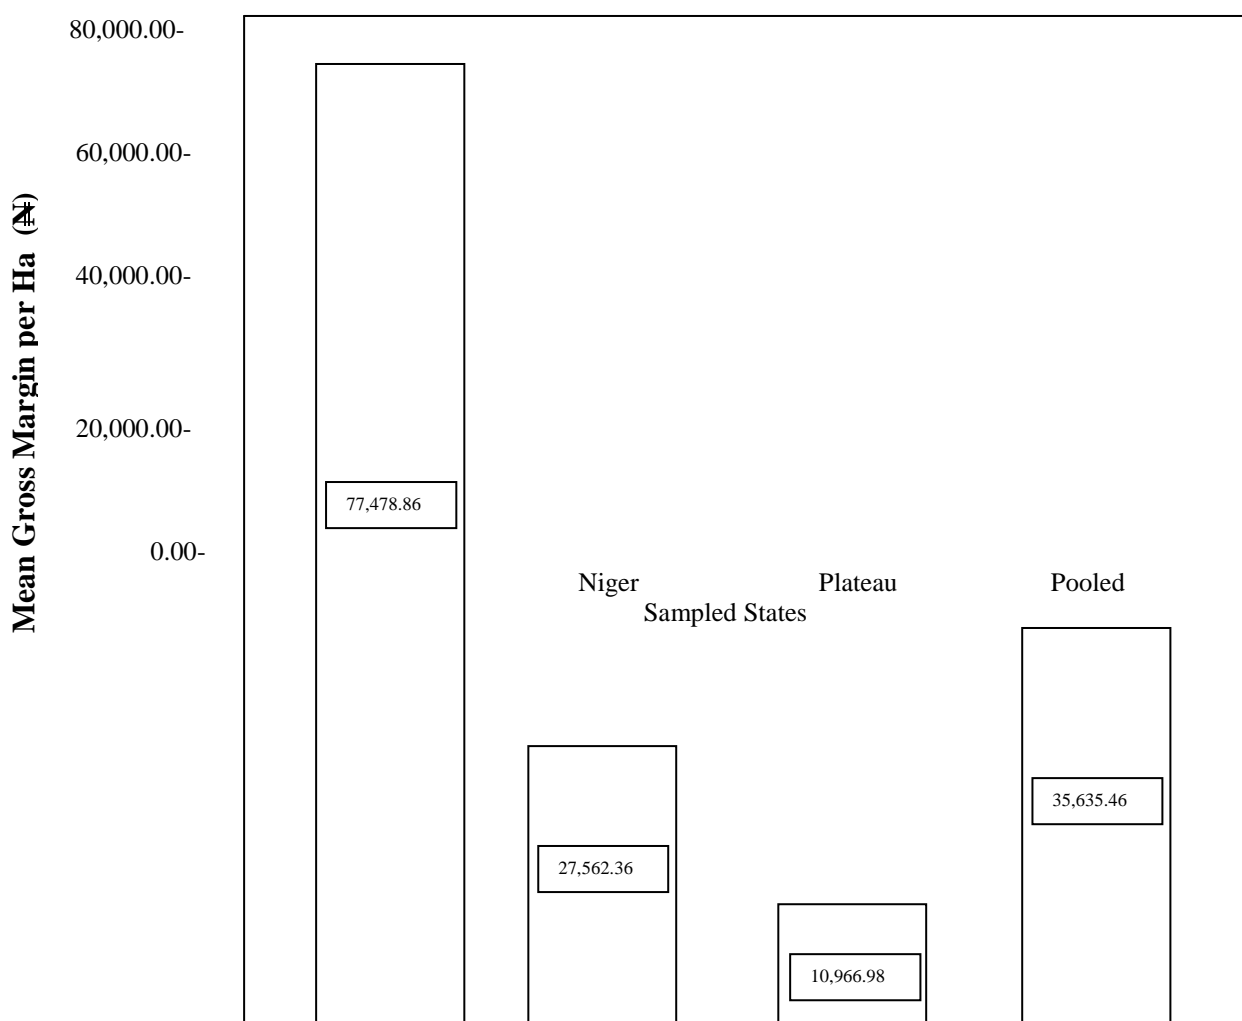 80,000.00-
60,000.00-
Mean Gross Margin per Ha (₦)
40,000.00-
20,000.00-
77,478.86
0.00-
Niger
Plateau
Pooled
Sampled States
35,635.46
27,562.36
10,966.98